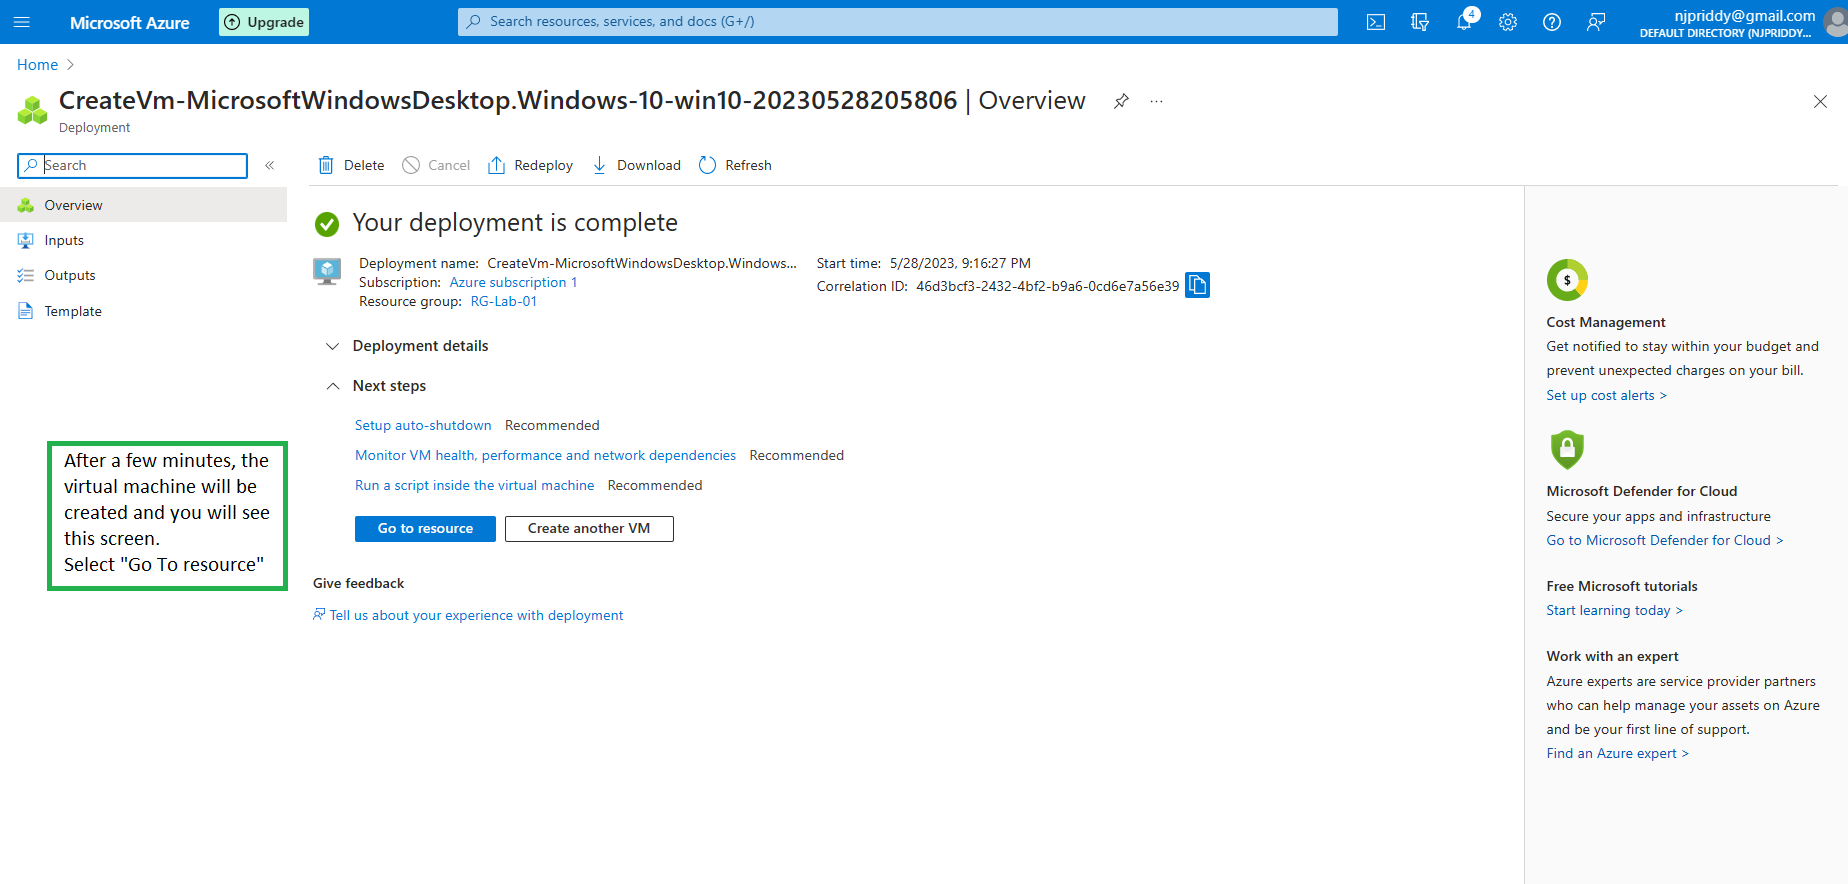 Microsoft Azure
Upgrade
Search resources, services, and docs (G+/)
4
njpriddy@gmail.com
DEFAULT DIRECTORY (NJPRIDDY...
Home >
CreateVm-MicrosoftWindowsDesktop.Windows-10-win10-20230528205806 | Overview
Deployment
Search
Delete
Cancel
Redeploy
Download
Refresh
Overview
Inputs
Outputs
Template
Your deployment is complete
Deployment name: CreateVm-MicrosoftWindowsDesktop.Windows...
Subscription: Azure subscription 1
Resource group: RG-Lab-01
Start time: 5/28/2023, 9:16:27 PM
Correlation ID: 46d3bcf3-2432-4bf2-b9a6-0cd6e7a56e39
Deployment details
Next steps
Setup auto-shutdown Recommended
Monitor VM health, performance and network dependencies Recommended
Run a script inside the virtual machine Recommended
Go to resource
Create another VM
Give feedback
Tell us about your experience with deployment
After a few minutes, the
virtual machine will be
created and you will see
this screen.
Select "Go To resource"
$
Cost Management
Get notified to stay within your budget and
prevent unexpected charges on your bill.
Set up cost alerts >
Microsoft Defender for Cloud
Secure your apps and infrastructure
Go to Microsoft Defender for Cloud >
Free Microsoft tutorials
Start learning today >
Work with an expert
Azure experts are service provider partners
who can help manage your assets on Azure
and be your first line of support.
Find an Azure expert >